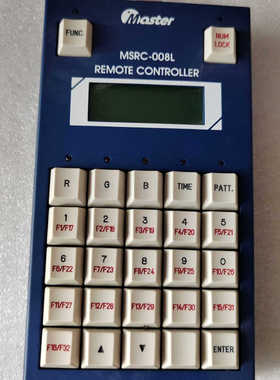 Master
FUNC.
NUM LOCK
MSRC-008L
REMOTE CONTROLLER
R G B TIME PATT.
1 2 3 4 5
F1/F17 F2/F18 F3/F19 F4/F20 F5/F21
6 7 8 9 0
F6/F22 F7/F23 F8/F24 F9/F25 F10/F26
F11/F27 F12/F28 F13/F29 F14/F30 F15/F31
F16/F32 ▲ ▼ ENTER